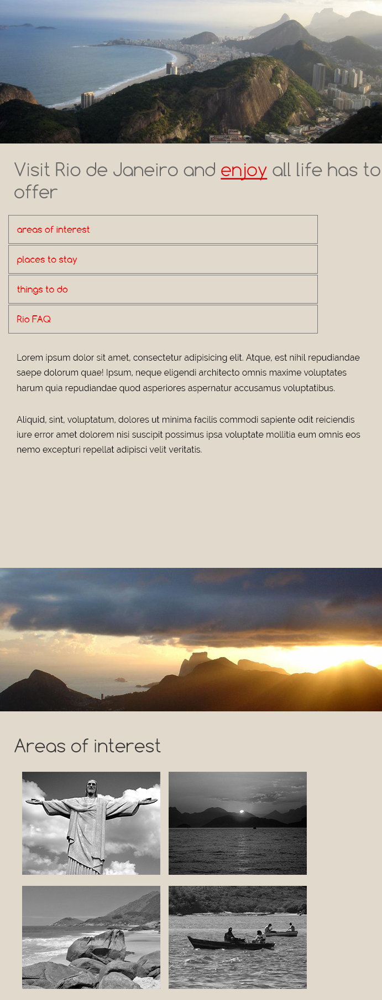 Visit Rio de Janeiro and enjoy all life has to
offer
areas of interest
places to stay
things to do
Rio FAQ
Lorem ipsum dolor sit amet, consectetur adipisicing elit. Atque, est nihil repudiandae
saepe dolorum quae! Ipsum, neque eligendi architecto omnis maxime voluptates
harum quia repudiandae quod asperiores aspernatur accusamus voluptatibus.
Aliquid, sint, voluptatum, dolores ut minima facilis commodi sapiente odit reiciendis
iure error amet dolorem nisi suscipit possimus ipsa voluptate mollitia eum omnis eos
nemo excepturi repellat adipisci velit veritatis.
Areas of interest